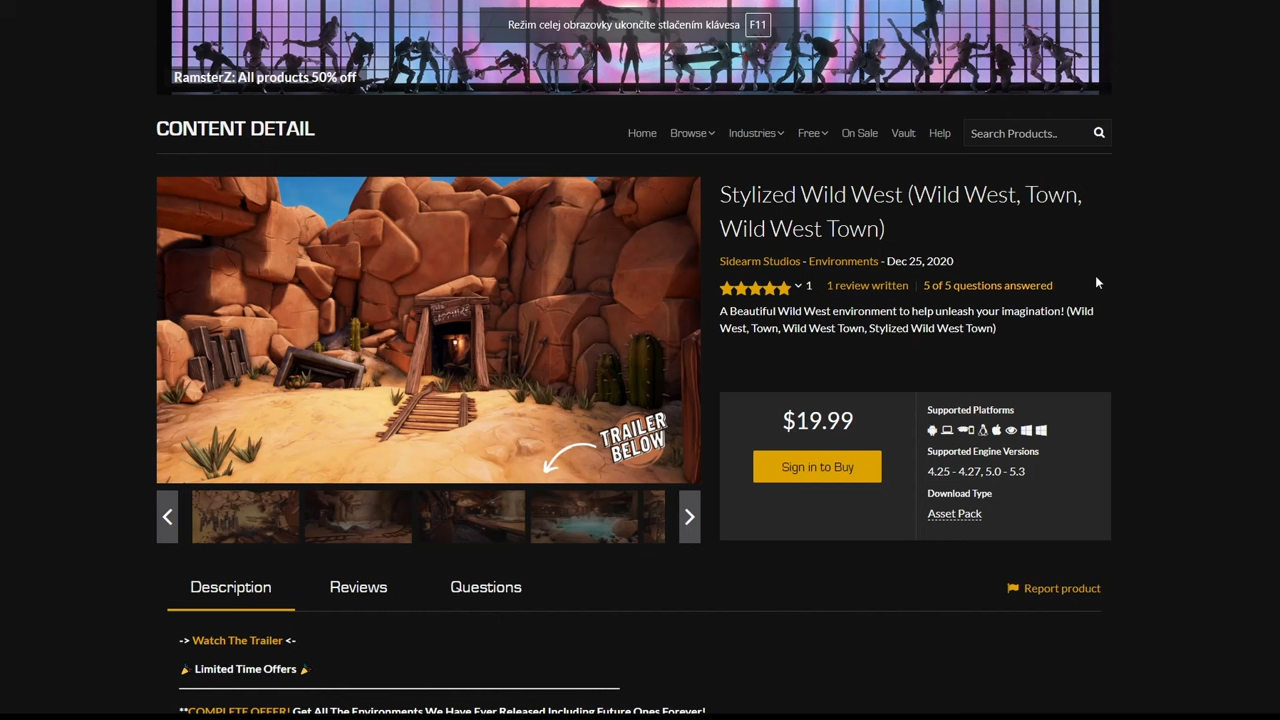 Režim celej obrazovky ukončíte stlačením klávesa F11
RamsterZ: All products 50% off
CONTENT DETAIL
Home Browse Industries Free On Sale Vault Help Search Products..
Stylized Wild West (Wild West, Town,
Wild West Town)
Sidearm Studios - Environments - Dec 25, 2020
1 1 review written 5 of 5 questions answered
A Beautiful Wild West environment to help unleash your imagination! (Wild
West, Town, Wild West Town, Stylized Wild West Town)
TRAILER
BELOW
$19.99
Sign in to Buy
Supported Platforms
Supported Engine Versions
4.25 - 4.27, 5.0 - 5.3
Download Type
Asset Pack
Description Reviews Questions
Report product
-> Watch The Trailer <-
🎉 Limited Time Offers 🎉
**COMPLETE OFFER! Get All The Environments We Have Ever Released Including Future Ones Forever!